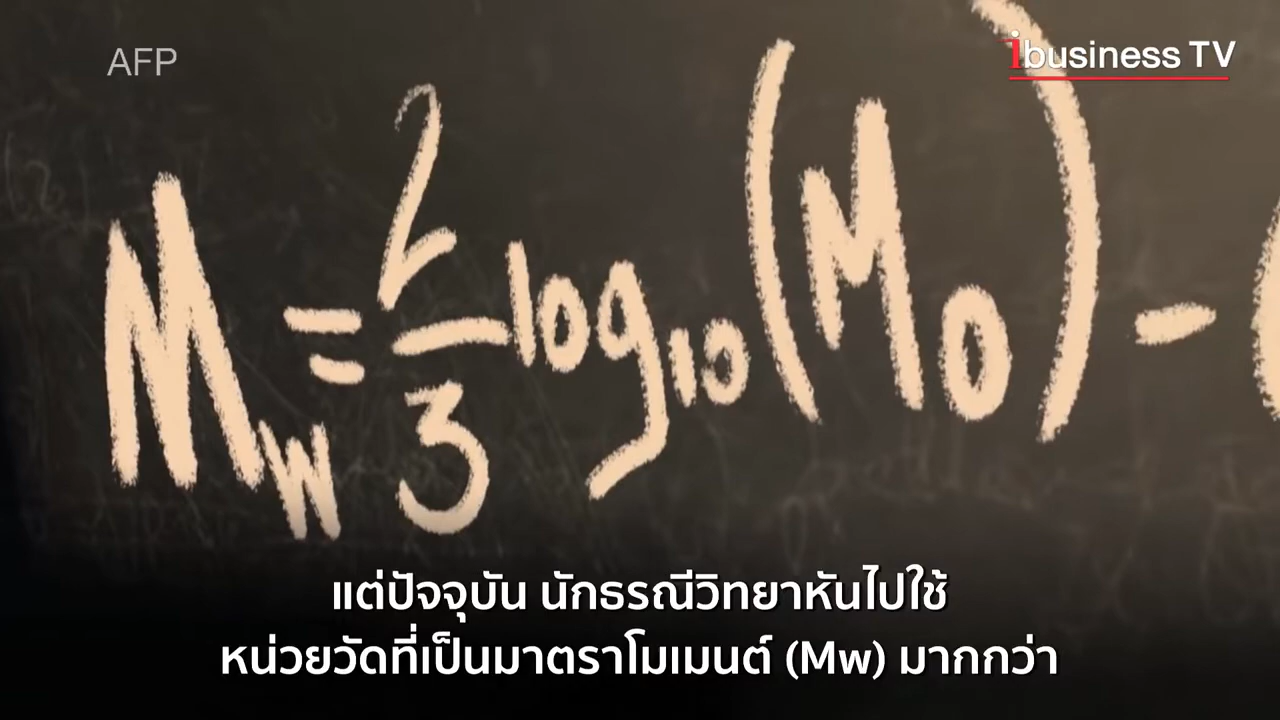 AFP
ibusiness TV
Mw = 2/3 log10 (M0) - (
แต่ปัจจุบัน นักธรณีวิทยาหันไปใช้
หน่วยวัดที่เป็นมาตราโมเมนต์ (Mw) มากกว่า